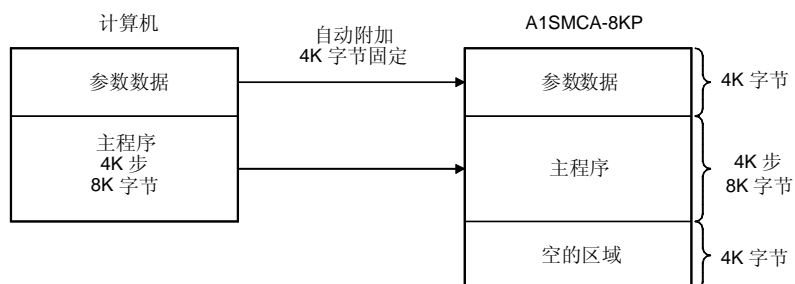 计算机
自动附加
4K 字节固定
A1SMCA-8KP
参数数据
参数数据
4K 字节
主程序
4K 步
8K 字节
主程序
4K 步
8K 字节
空的区域
4K 字节